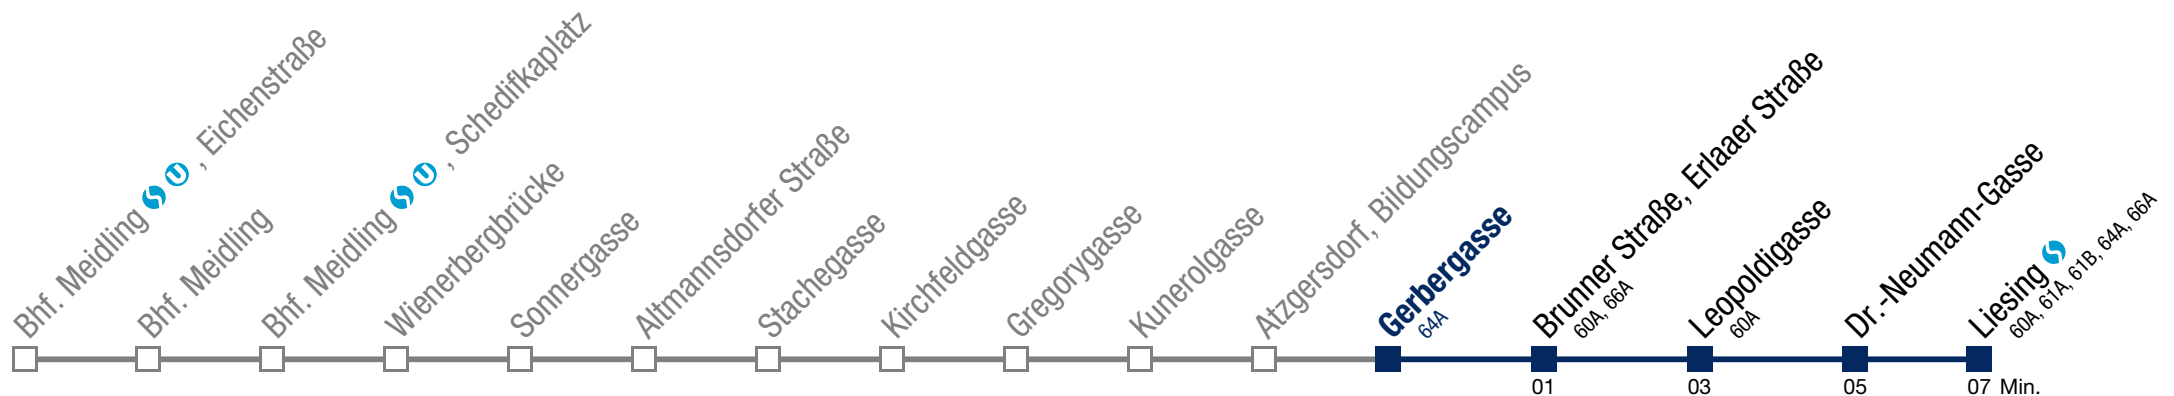 Bhf. Meidling S U , Eichenstraße
Bhf. Meidling
Bhf. Meidling S U , Schedifkaplatz
Wienerbergbrücke
Sonnergasse
Altmannsdorfer Straße
Stachegasse
Kirchfeldgasse
Gregorygasse
Kunerolgasse
Atzgersdorf, Bildungscampus
Gerbergasse
64A
Brunner Straße, Erlaaer Straße
60A, 66A
Leopoldigasse
60A
Dr.-Neumann-Gasse
Liesing S
60A, 61A, 61B, 64A, 66A
01 03 05 07 Min.